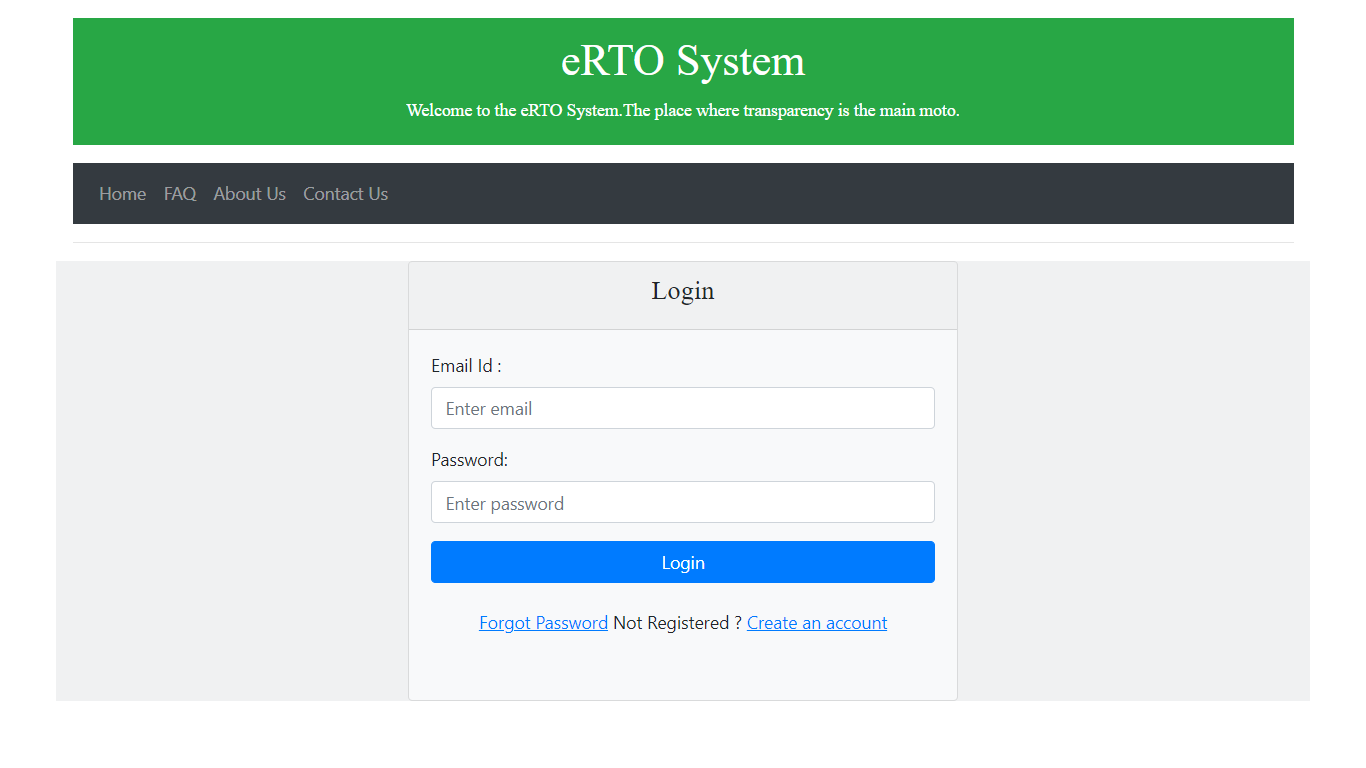 eRTO System
Welcome to the eRTO System.The place where transparency is the main moto.
Home FAQ About Us Contact Us
Login
Email Id :
Enter email
Password:
Enter password
Login
Forgot Password Not Registered ? Create an account